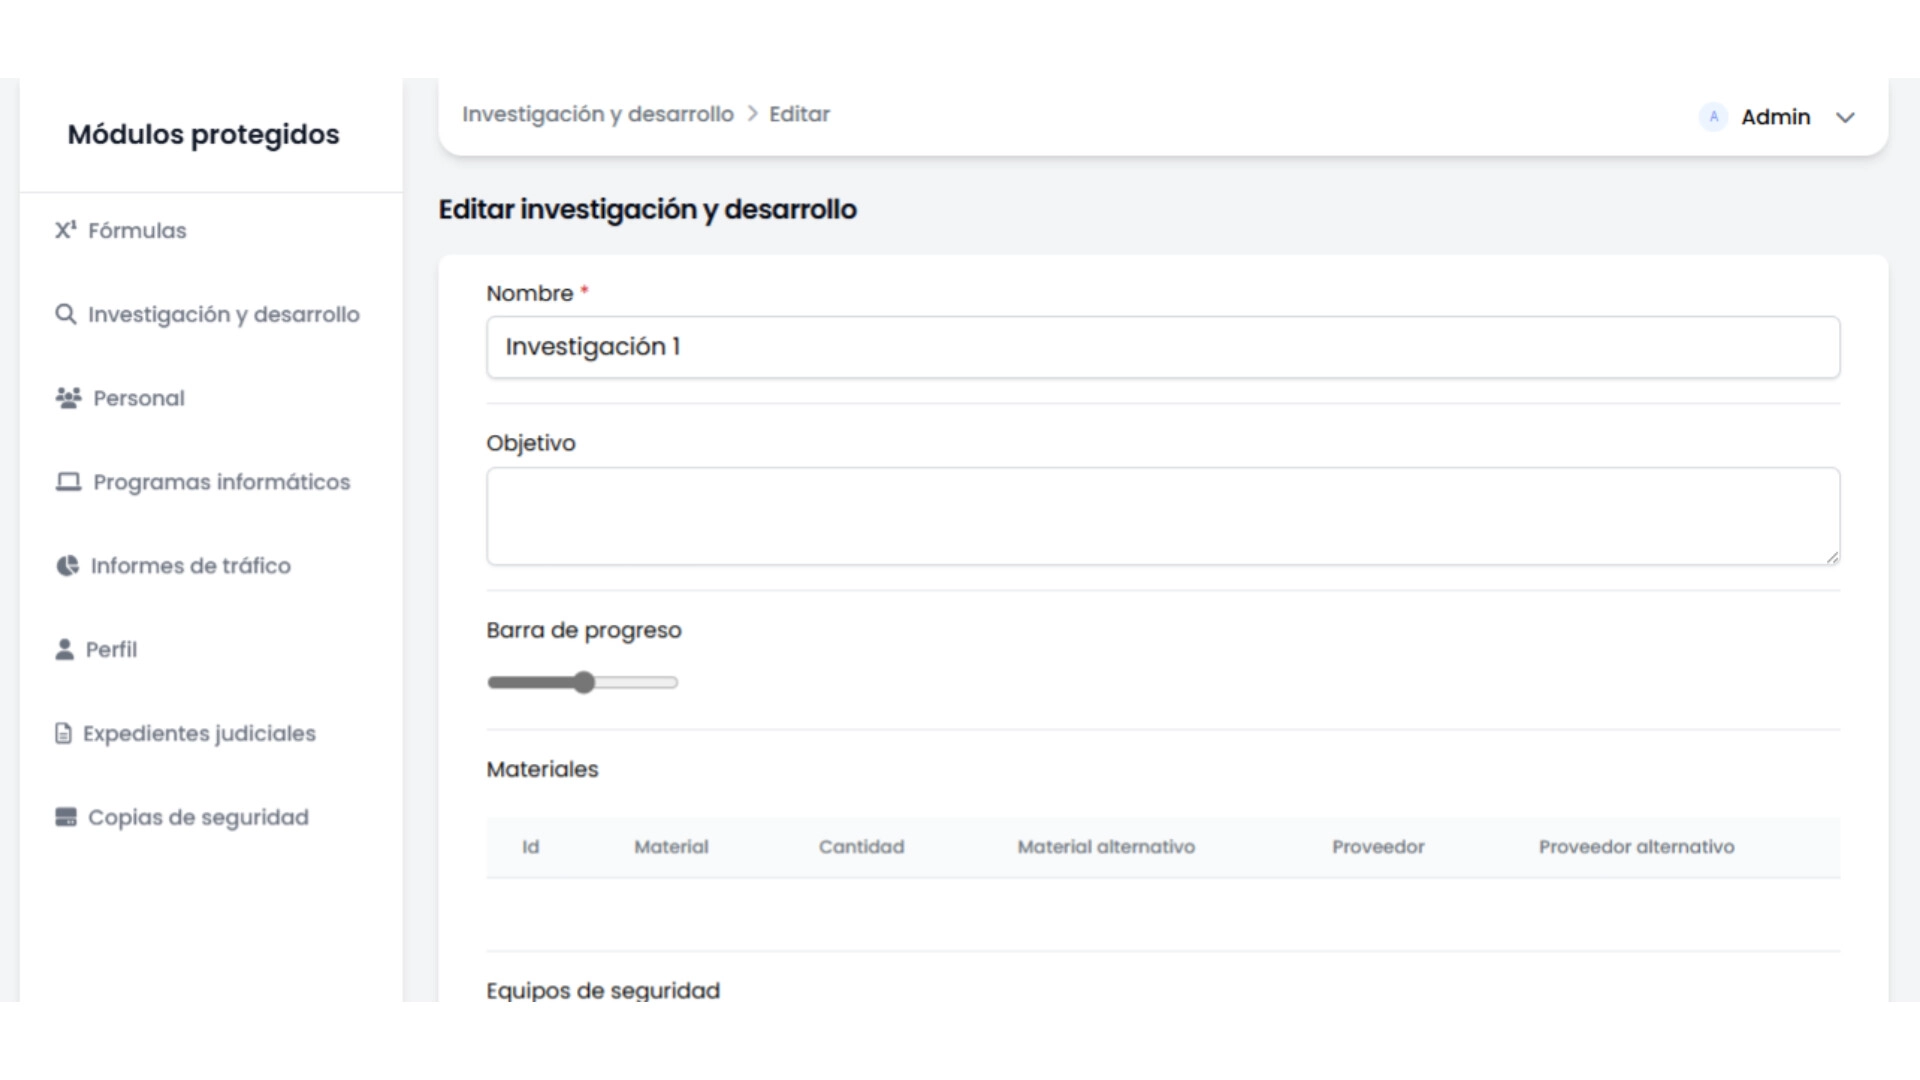 Módulos protegidos
X¹ Fórmulas
Investigación y desarrollo
Personal
Programas informáticos
Informes de tráfico
Perfil
Expedientes judiciales
Copias de seguridad
Investigación y desarrollo > Editar
A Admin
Editar investigación y desarrollo
Nombre *
Investigación 1
Objetivo
Barra de progreso
Materiales
Id Material Cantidad Material alternativo Proveedor Proveedor alternativo
Equipos de seguridad